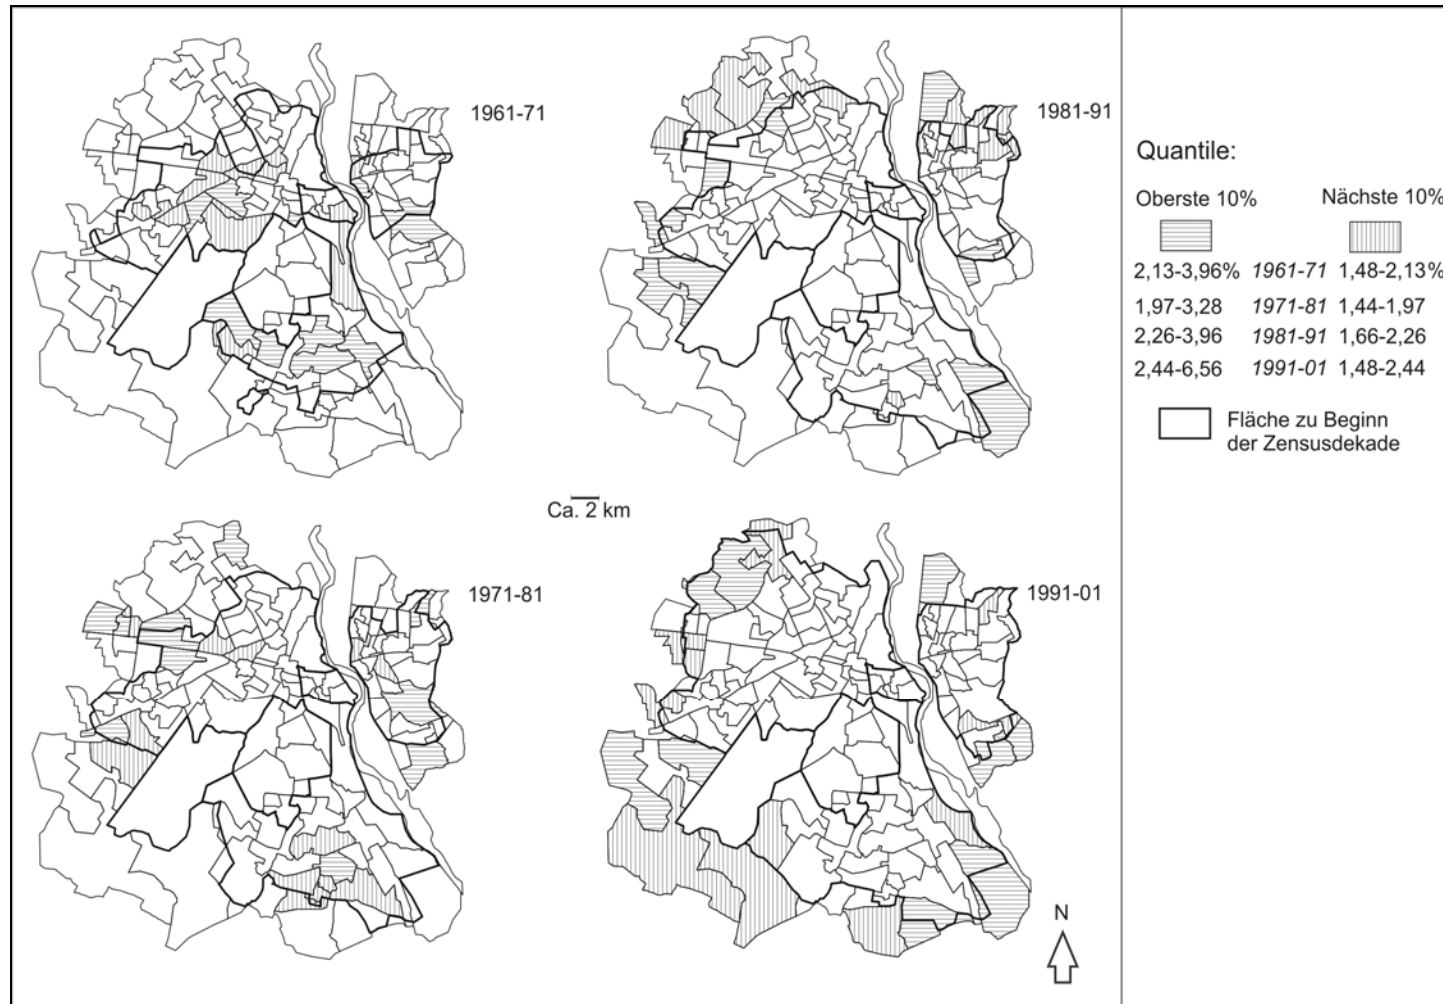 1961-71
1981-91
Ca. 2 km
1971-81
1991-01
N
Quantile:
Oberste 10% Nächste 10%
2,13-3,96% 1961-71 1,48-2,13%
1,97-3,28 1971-81 1,44-1,97
2,26-3,96 1981-91 1,66-2,26
2,44-6,56 1991-01 1,48-2,44
Fläche zu Beginn
der Zensusdekade